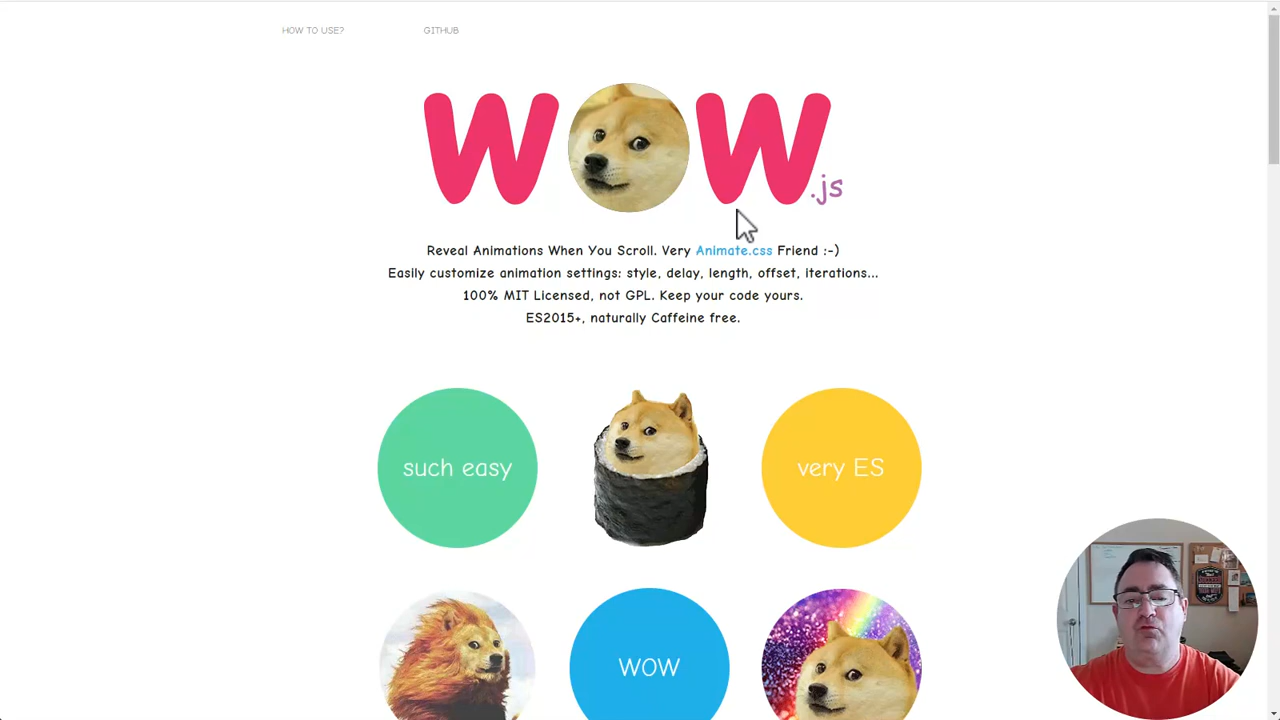 HOW TO USE?
GITHUB
W W.js
Reveal Animations When You Scroll. Very Animate.css Friend :-)
Easily customize animation settings: style, delay, length, offset, iterations...
100% MIT Licensed, not GPL. Keep your code yours.
ES2015+, naturally Caffeine free.
such easy
very ES
WOW